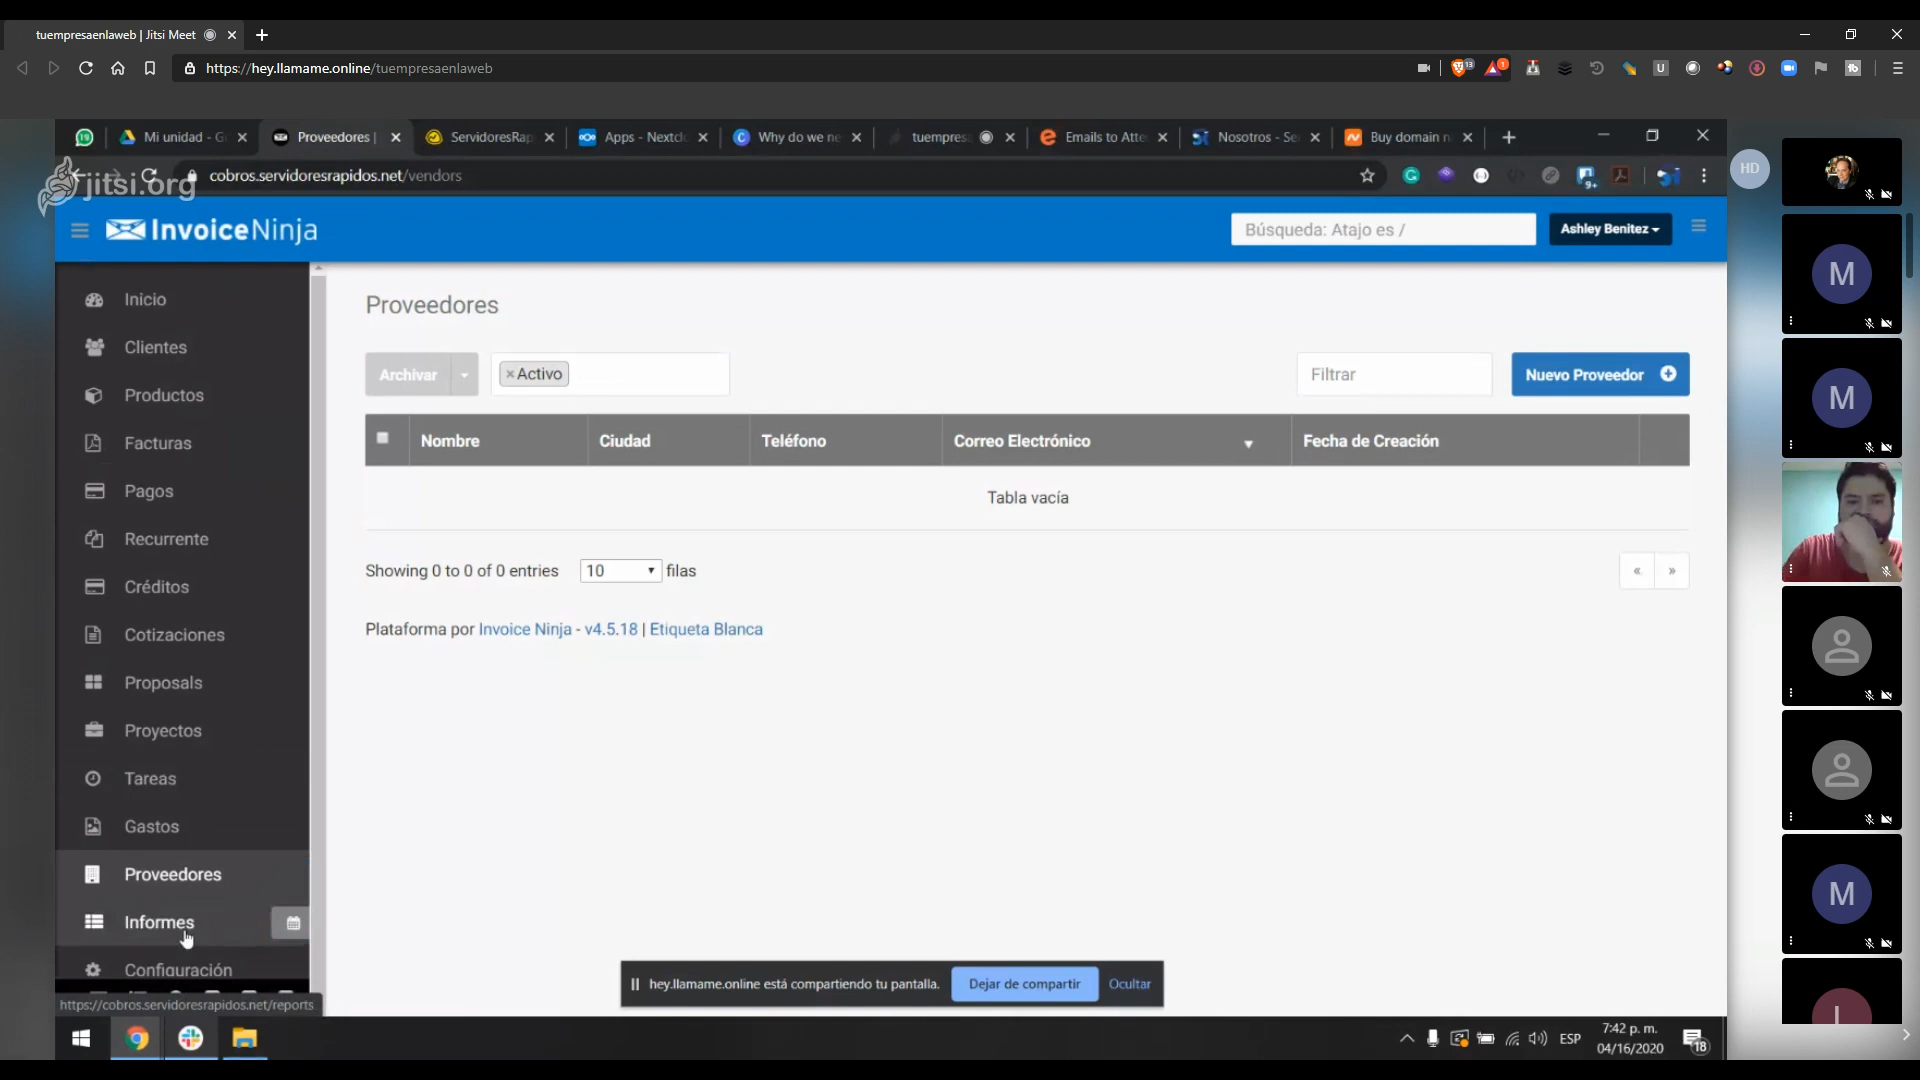 tuempresaenlaweb | Jitsi Meet
https://hey.llamame.online/tuempresaenlaweb
13
1
U
19
Mi unidad - G
Proveedores |
ServidoresRap
Apps - Nextcl
Why do we ne
tuempres
Emails to Atte
Nosotros - Se
Buy domain n
jitsi.org
cobros.servidoresrapidos.net/vendors
9+
HD
InvoiceNinja
Búsqueda: Atajo es /
Ashley Benitez
Inicio
Clientes
Productos
Facturas
Pagos
Recurrente
Créditos
Cotizaciones
Proposals
Proyectos
Tareas
Gastos
Proveedores
Informes
Configuración
https://cobros.servidoresrapidos.net/reports
Proveedores
Archivar
×Activo
Filtrar
Nuevo Proveedor
Nombre
Ciudad
Teléfono
Correo Electrónico
Fecha de Creación
Tabla vacía
Showing 0 to 0 of 0 entries
10
filas
«
»
Plataforma por Invoice Ninja - v4.5.18 | Etiqueta Blanca
hey.llamame.online está compartiendo tu pantalla.
Dejar de compartir
Ocultar
M
M
M
L
ESP
7:42 p. m.
04/16/2020
18